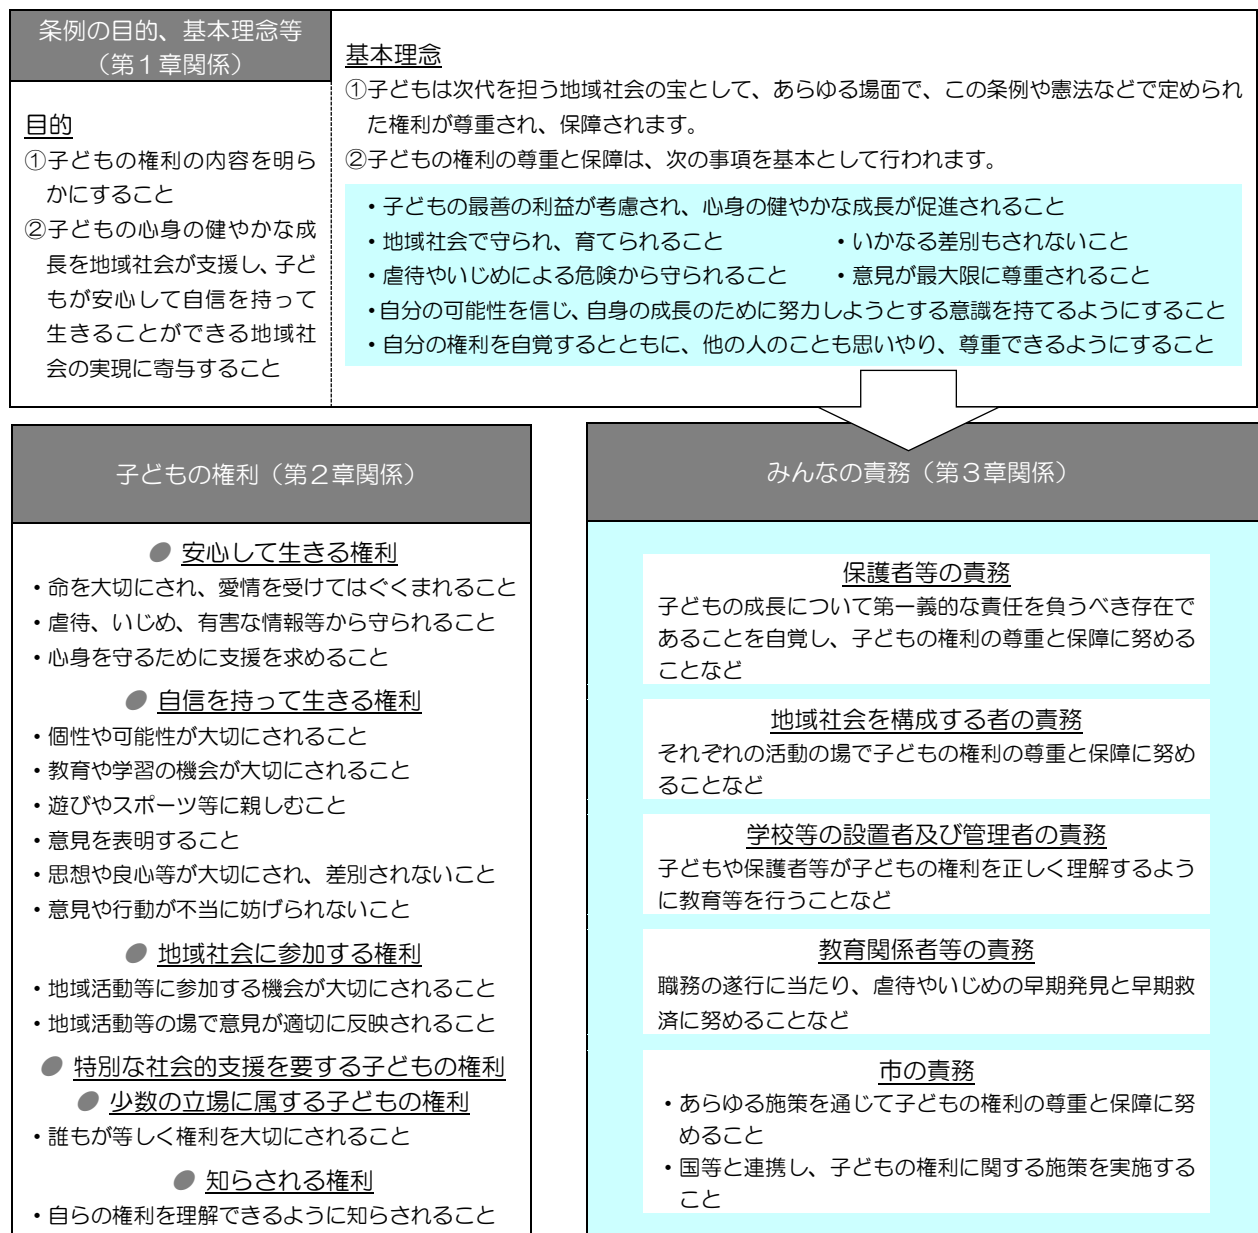 条例の目的、基本理念等
(第1章関係)
目的
①子どもの権利の内容を明ら
かにすること
②子どもの心身の健やかな成
長を地域社会が支援し、子ど
もが安心して自信を持って
生きることができる地域社
会の実現に寄与すること
基本理念
①子どもは次代を担う地域社会の宝として、あらゆる場面で、この条例や憲法などで定められ
た権利が尊重され、保障されます。
②子どもの権利の尊重と保障は、次の事項を基本として行われます。
・子どもの最善の利益が考慮され、心身の健やかな成長が促進されること
・地域社会で守られ、育てられること ・いかなる差別もされないこと
・虐待やいじめによる危険から守られること ・意見が最大限に尊重されること
・自分の可能性を信じ、自身の成長のために努力しようとする意識を持てるようにすること
・自分の権利を自覚するとともに、他の人のことも思いやり、尊重できるようにすること
子どもの権利(第2章関係)
● 安心して生きる権利
・命を大切にされ、愛情を受けてはぐくまれること
・虐待、いじめ、有害な情報等から守られること
・心身を守るために支援を求めること
● 自信を持って生きる権利
・個性や可能性が大切にされること
・教育や学習の機会が大切にされること
・遊びやスポーツ等に親しむこと
・意見を表明すること
・思想や良心等が大切にされ、差別されないこと
・意見や行動が不当に妨げられないこと
● 地域社会に参加する権利
・地域活動等に参加する機会が大切にされること
・地域活動等の場で意見が適切に反映されること
● 特別な社会的支援を要する子どもの権利
● 少数の立場に属する子どもの権利
・誰もが等しく権利を大切にされること
● 知らされる権利
・自らの権利を理解できるように知らされること
みんなの責務(第3章関係)
保護者等の責務
子どもの成長について第一義的な責任を負うべき存在で
あることを自覚し、子どもの権利の尊重と保障に努める
ことなど
地域社会を構成する者の責務
それぞれの活動の場で子どもの権利の尊重と保障に努め
ることなど
学校等の設置者及び管理者の責務
子どもや保護者等が子どもの権利を正しく理解するよう
に教育等を行うことなど
教育関係者等の責務
職務の遂行に当たり、虐待やいじめの早期発見と早期救
済に努めることなど
市の責務
・あらゆる施策を通じて子どもの権利の尊重と保障に努
めること
・国等と連携し、子どもの権利に関する施策を実施する
こと